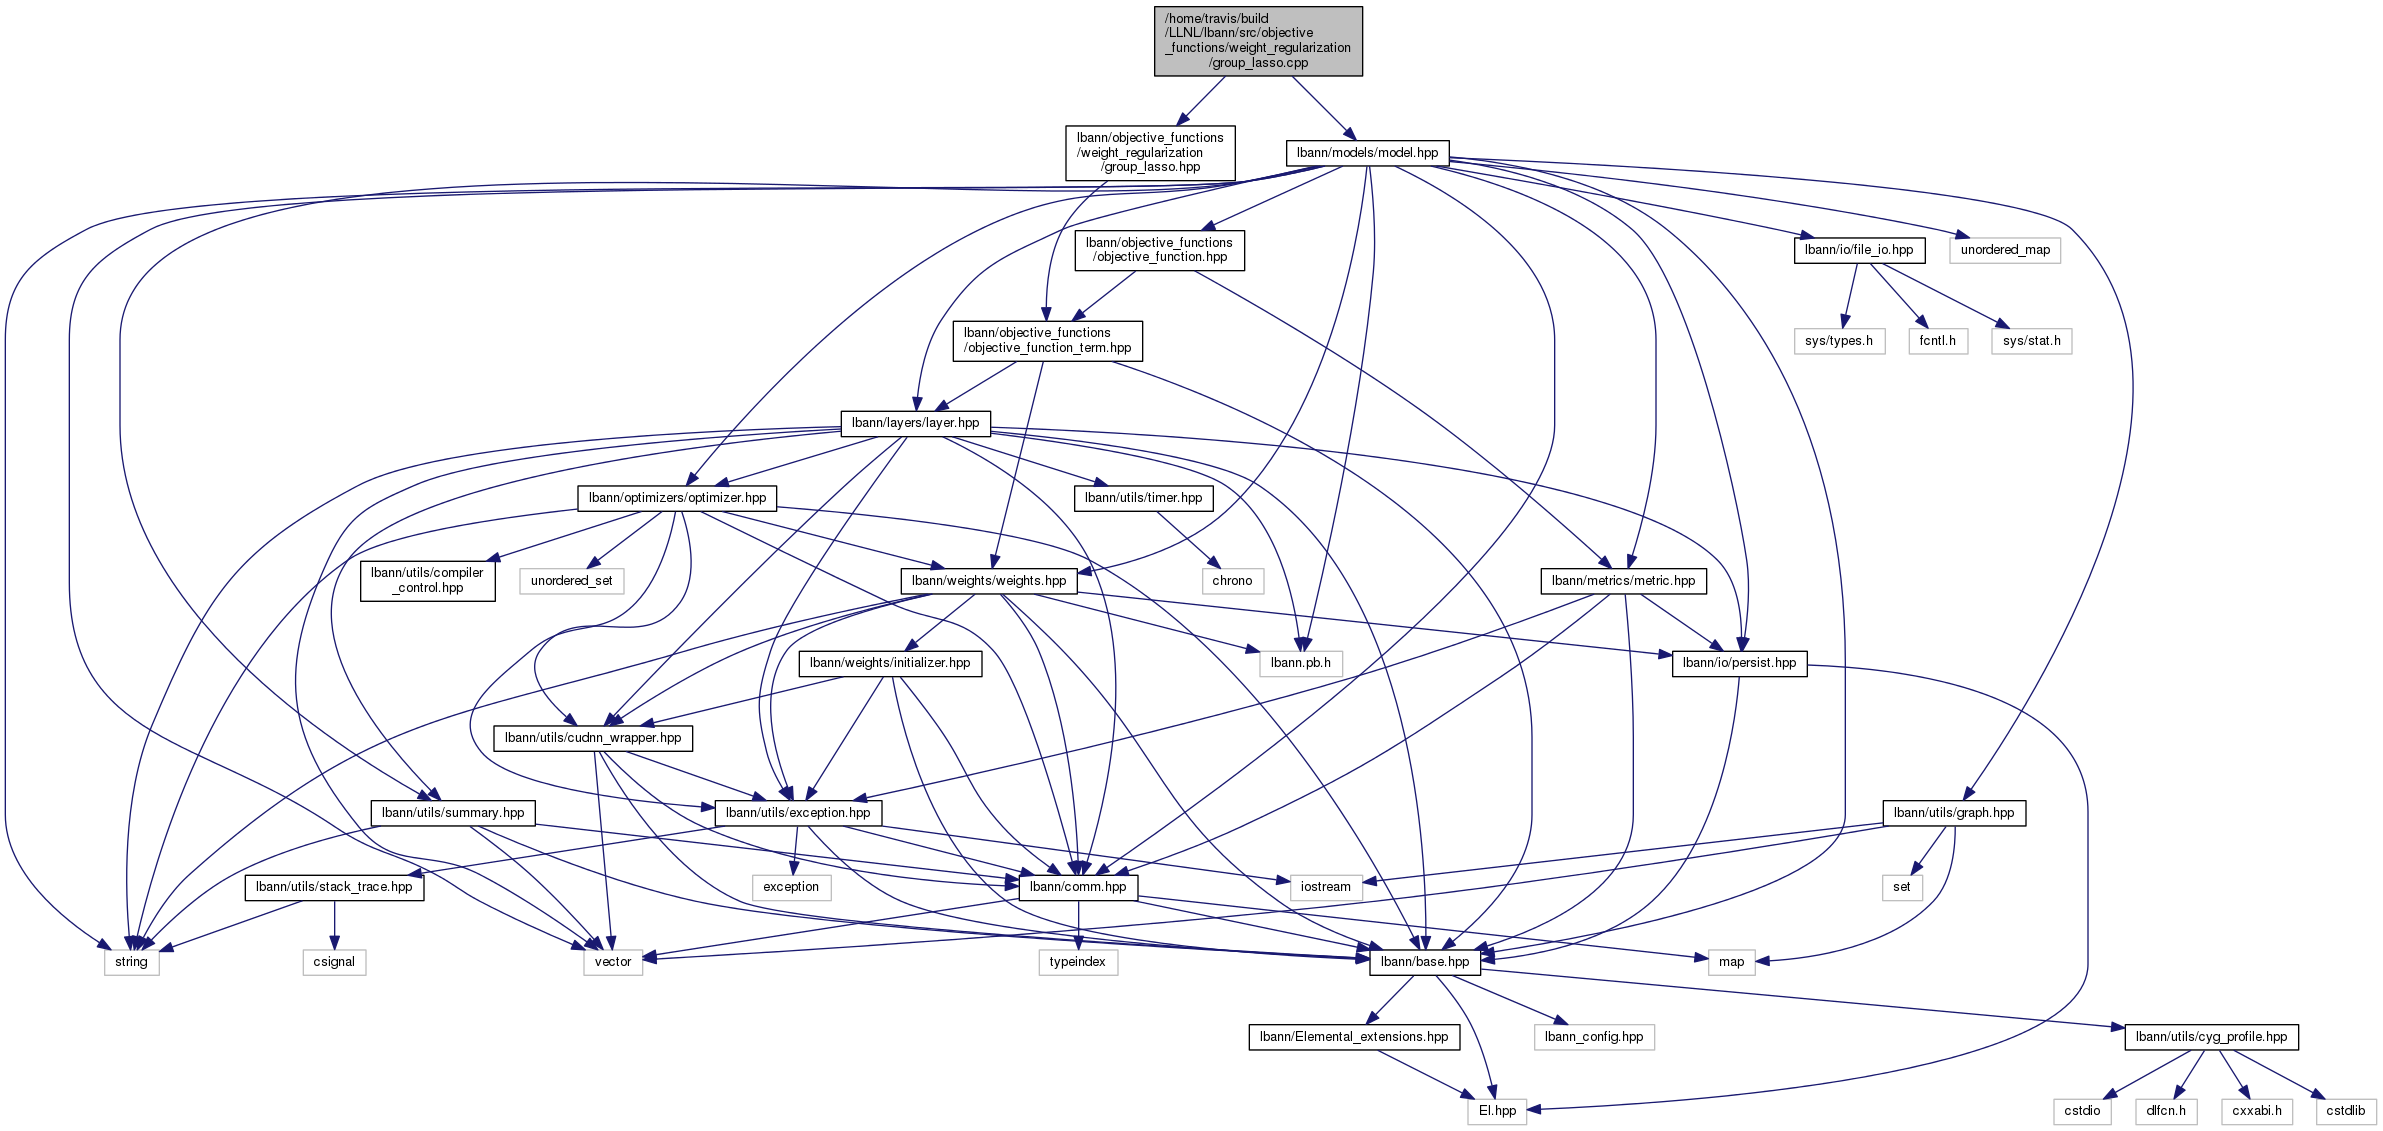 /home/travis/build
/LLNL/lbann/src/objective
_functions/weight_regularization
/group_lasso.cpp
lbann/objective_functions
/weight_regularization
/group_lasso.hpp
lbann/models/model.hpp
lbann/objective_functions
/objective_function.hpp
lbann/io/file_io.hpp
unordered_map
lbann/objective_functions
/objective_function_term.hpp
sys/types.h
fcntl.h
sys/stat.h
lbann/layers/layer.hpp
lbann/optimizers/optimizer.hpp
lbann/utils/timer.hpp
lbann/utils/compiler
_control.hpp
unordered_set
lbann/weights/weights.hpp
chrono
lbann/metrics/metric.hpp
lbann/weights/initializer.hpp
lbann.pb.h
lbann/io/persist.hpp
lbann/utils/cudnn_wrapper.hpp
lbann/utils/summary.hpp
lbann/utils/exception.hpp
lbann/utils/graph.hpp
lbann/utils/stack_trace.hpp
exception
lbann/comm.hpp
iostream
set
string
csignal
vector
typeindex
lbann/base.hpp
map
lbann/Elemental_extensions.hpp
lbann_config.hpp
lbann/utils/cyg_profile.hpp
El.hpp
cstdio
dlfcn.h
cxxabi.h
cstdlib